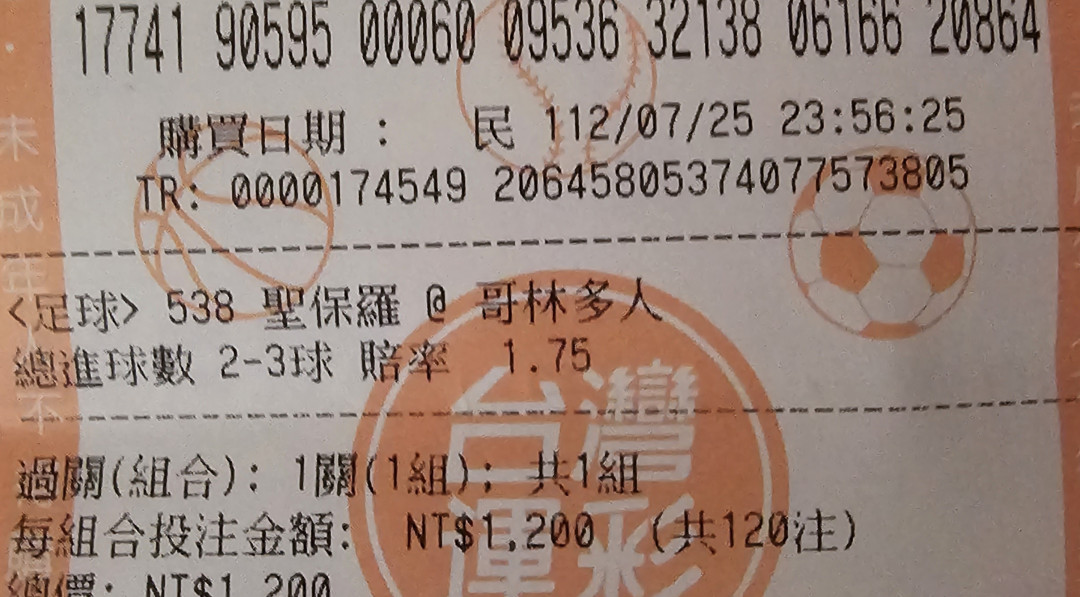 17741 90595 00060 09536 32138 06166 20864
購買日期： 民 112/07/25 23:56:25
TR: 0000174549 20645805374077573805
<足球> 538 聖保羅 @ 哥林多人
總進球數 2-3球 賠率 1.75
過關(組合): 1關(1組); 共1組
每組合投注金額: NT$1,200 (共120注)
總價: NT$1,200
台灣
運彩
未成年
不